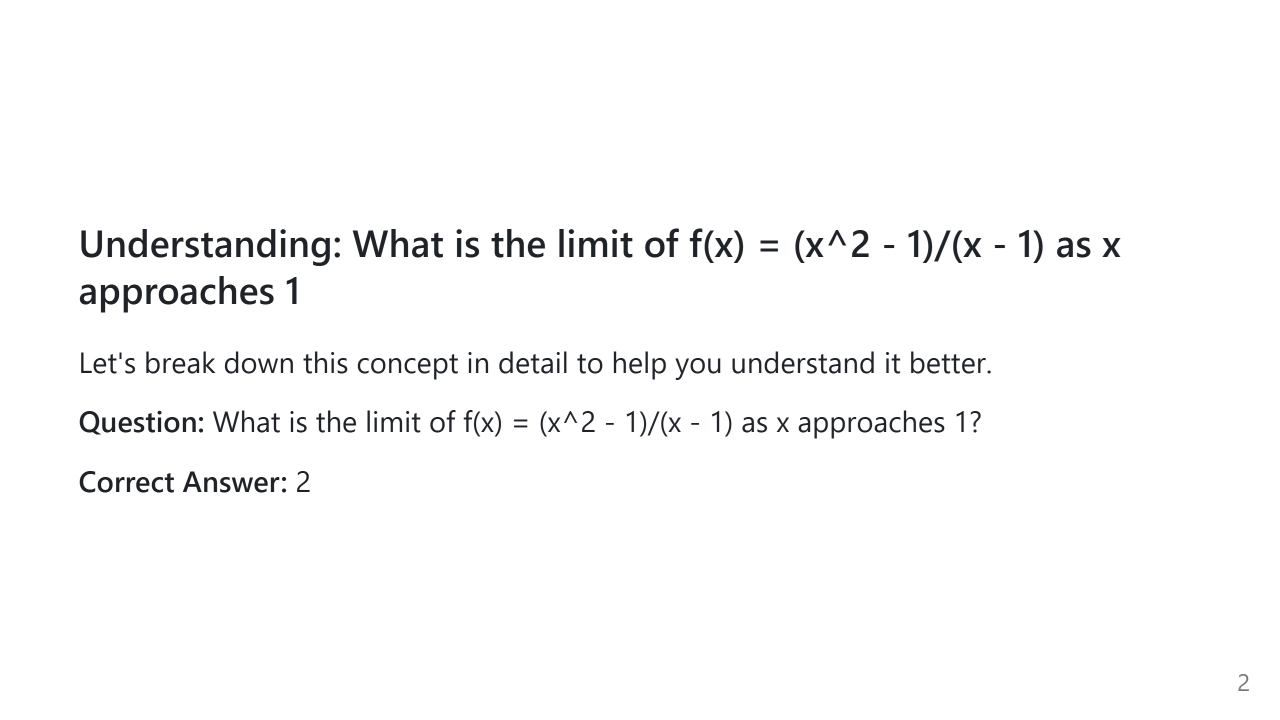 Understanding: What is the limit of f(x) = (x^2 - 1)/(x - 1) as x
approaches 1
Let's break down this concept in detail to help you understand it better.
Question: What is the limit of f(x) = (x^2 - 1)/(x - 1) as x approaches 1?
Correct Answer: 2
2